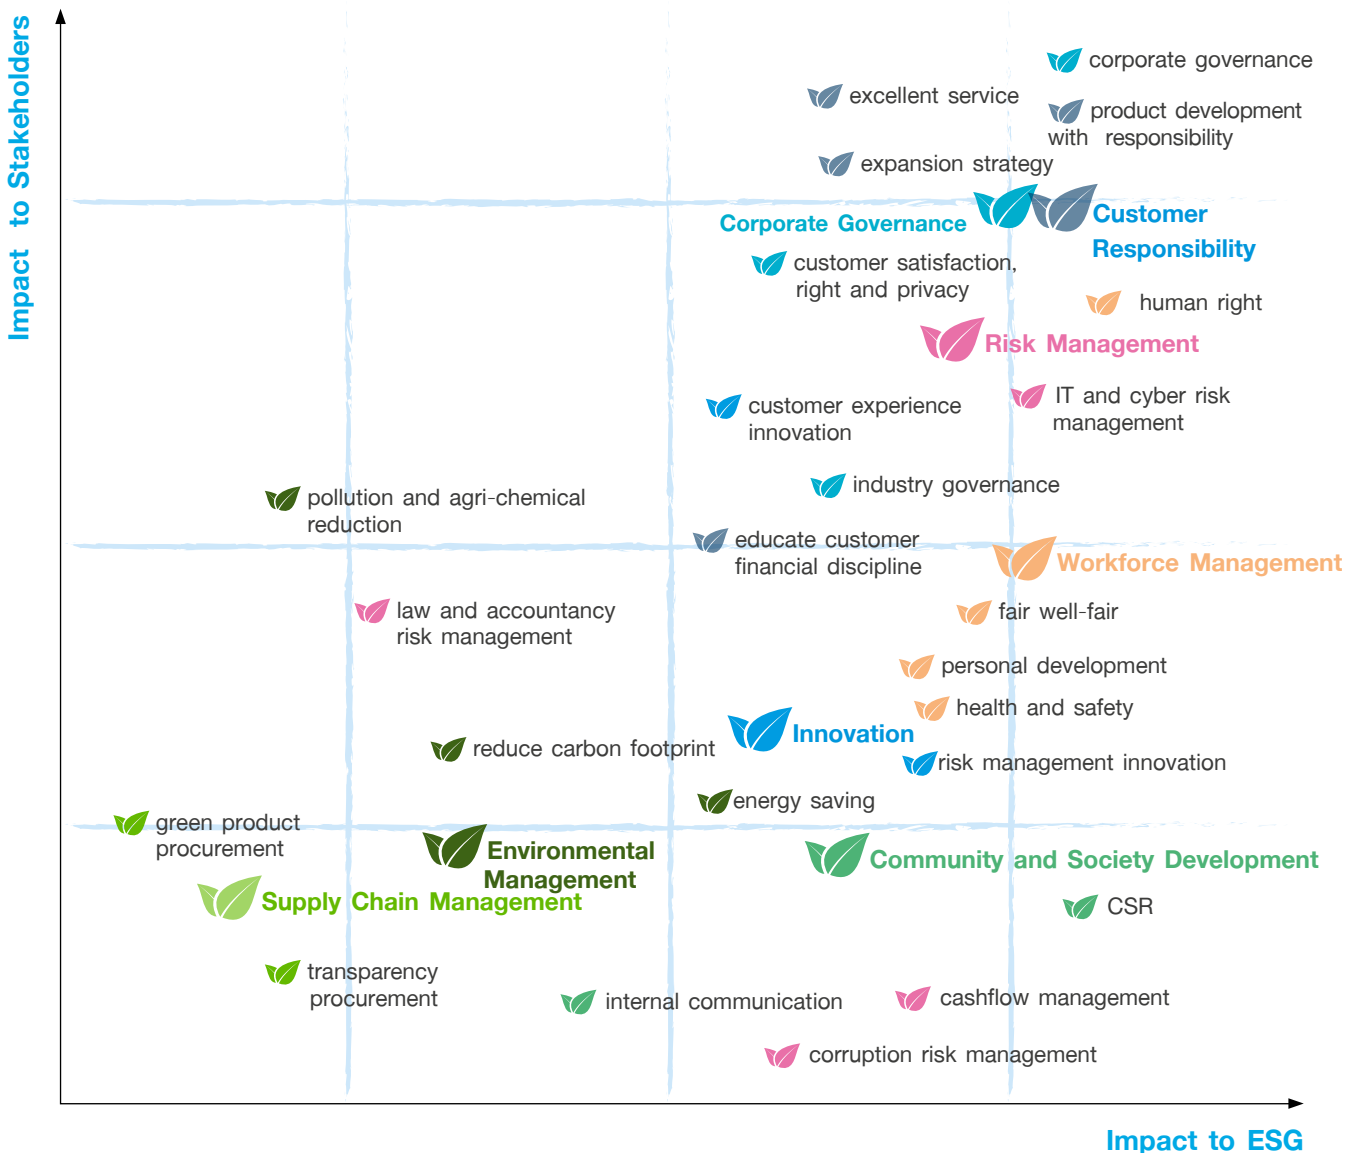 Impact to Stakeholders
corporate governance
excellent service
product development
with responsibility
expansion strategy
Corporate Governance
Customer
Responsibility
customer satisfaction,
right and privacy
human right
Risk Management
IT and cyber risk
management
customer experience
innovation
industry governance
pollution and agri-chemical
reduction
educate customer
financial discipline
Workforce Management
law and accountancy
risk management
fair well-fair
personal development
health and safety
Innovation
reduce carbon footprint
risk management innovation
energy saving
green product
procurement
Environmental
Management
Community and Society Development
Supply Chain Management
CSR
transparency
procurement
internal communication
cashflow management
corruption risk management
Impact to ESG